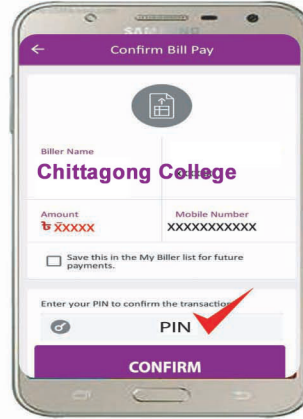 Confirm Bill Pay
Biller Name
Chittagong College
Amount
Mobile Number
৳ XXXXX
XXXXXXXXXXX
Save this in the My Biller list for future
payments.
Enter your PIN to confirm the transaction
PIN
CONFIRM